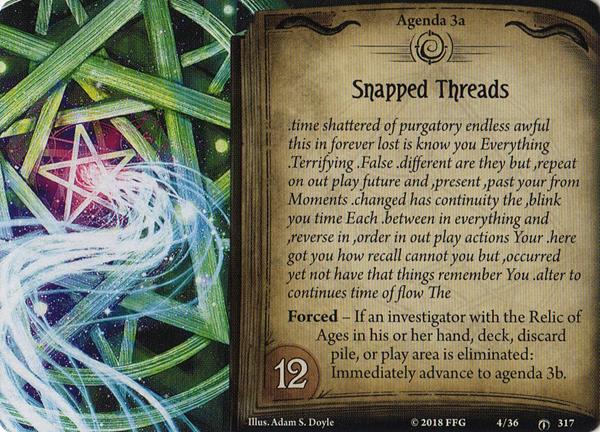 Agenda 3a
Snapped Threads
.time shattered of purgatory endless awful
this in forever lost is know you Everything
.Terrifying .False .different are they but ,repeat
on out play future and ,present ,past your from
Moments .changed has continuity the ,blink
you time Each .between in everything and
,reverse in ,order in out play actions Your .here
got you how recall cannot you but ,occurred
yet not have that things remember You .alter to
continues time of flow The
Forced – If an investigator with the Relic of
Ages in his or her hand, deck, discard
pile, or play area is eliminated:
Immediately advance to agenda 3b.
12
Illus. Adam S. Doyle
© 2018 FFG
4/36
317